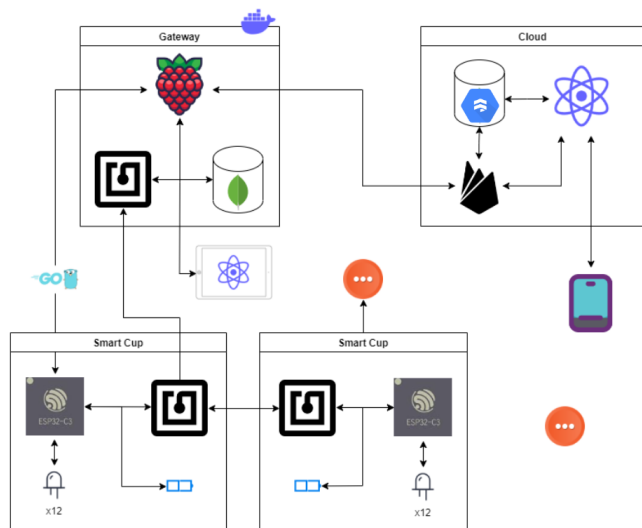 Gateway
Cloud
GO
Smart Cup
Smart Cup
ESP32-C3
ESP32-C3
x12
x12